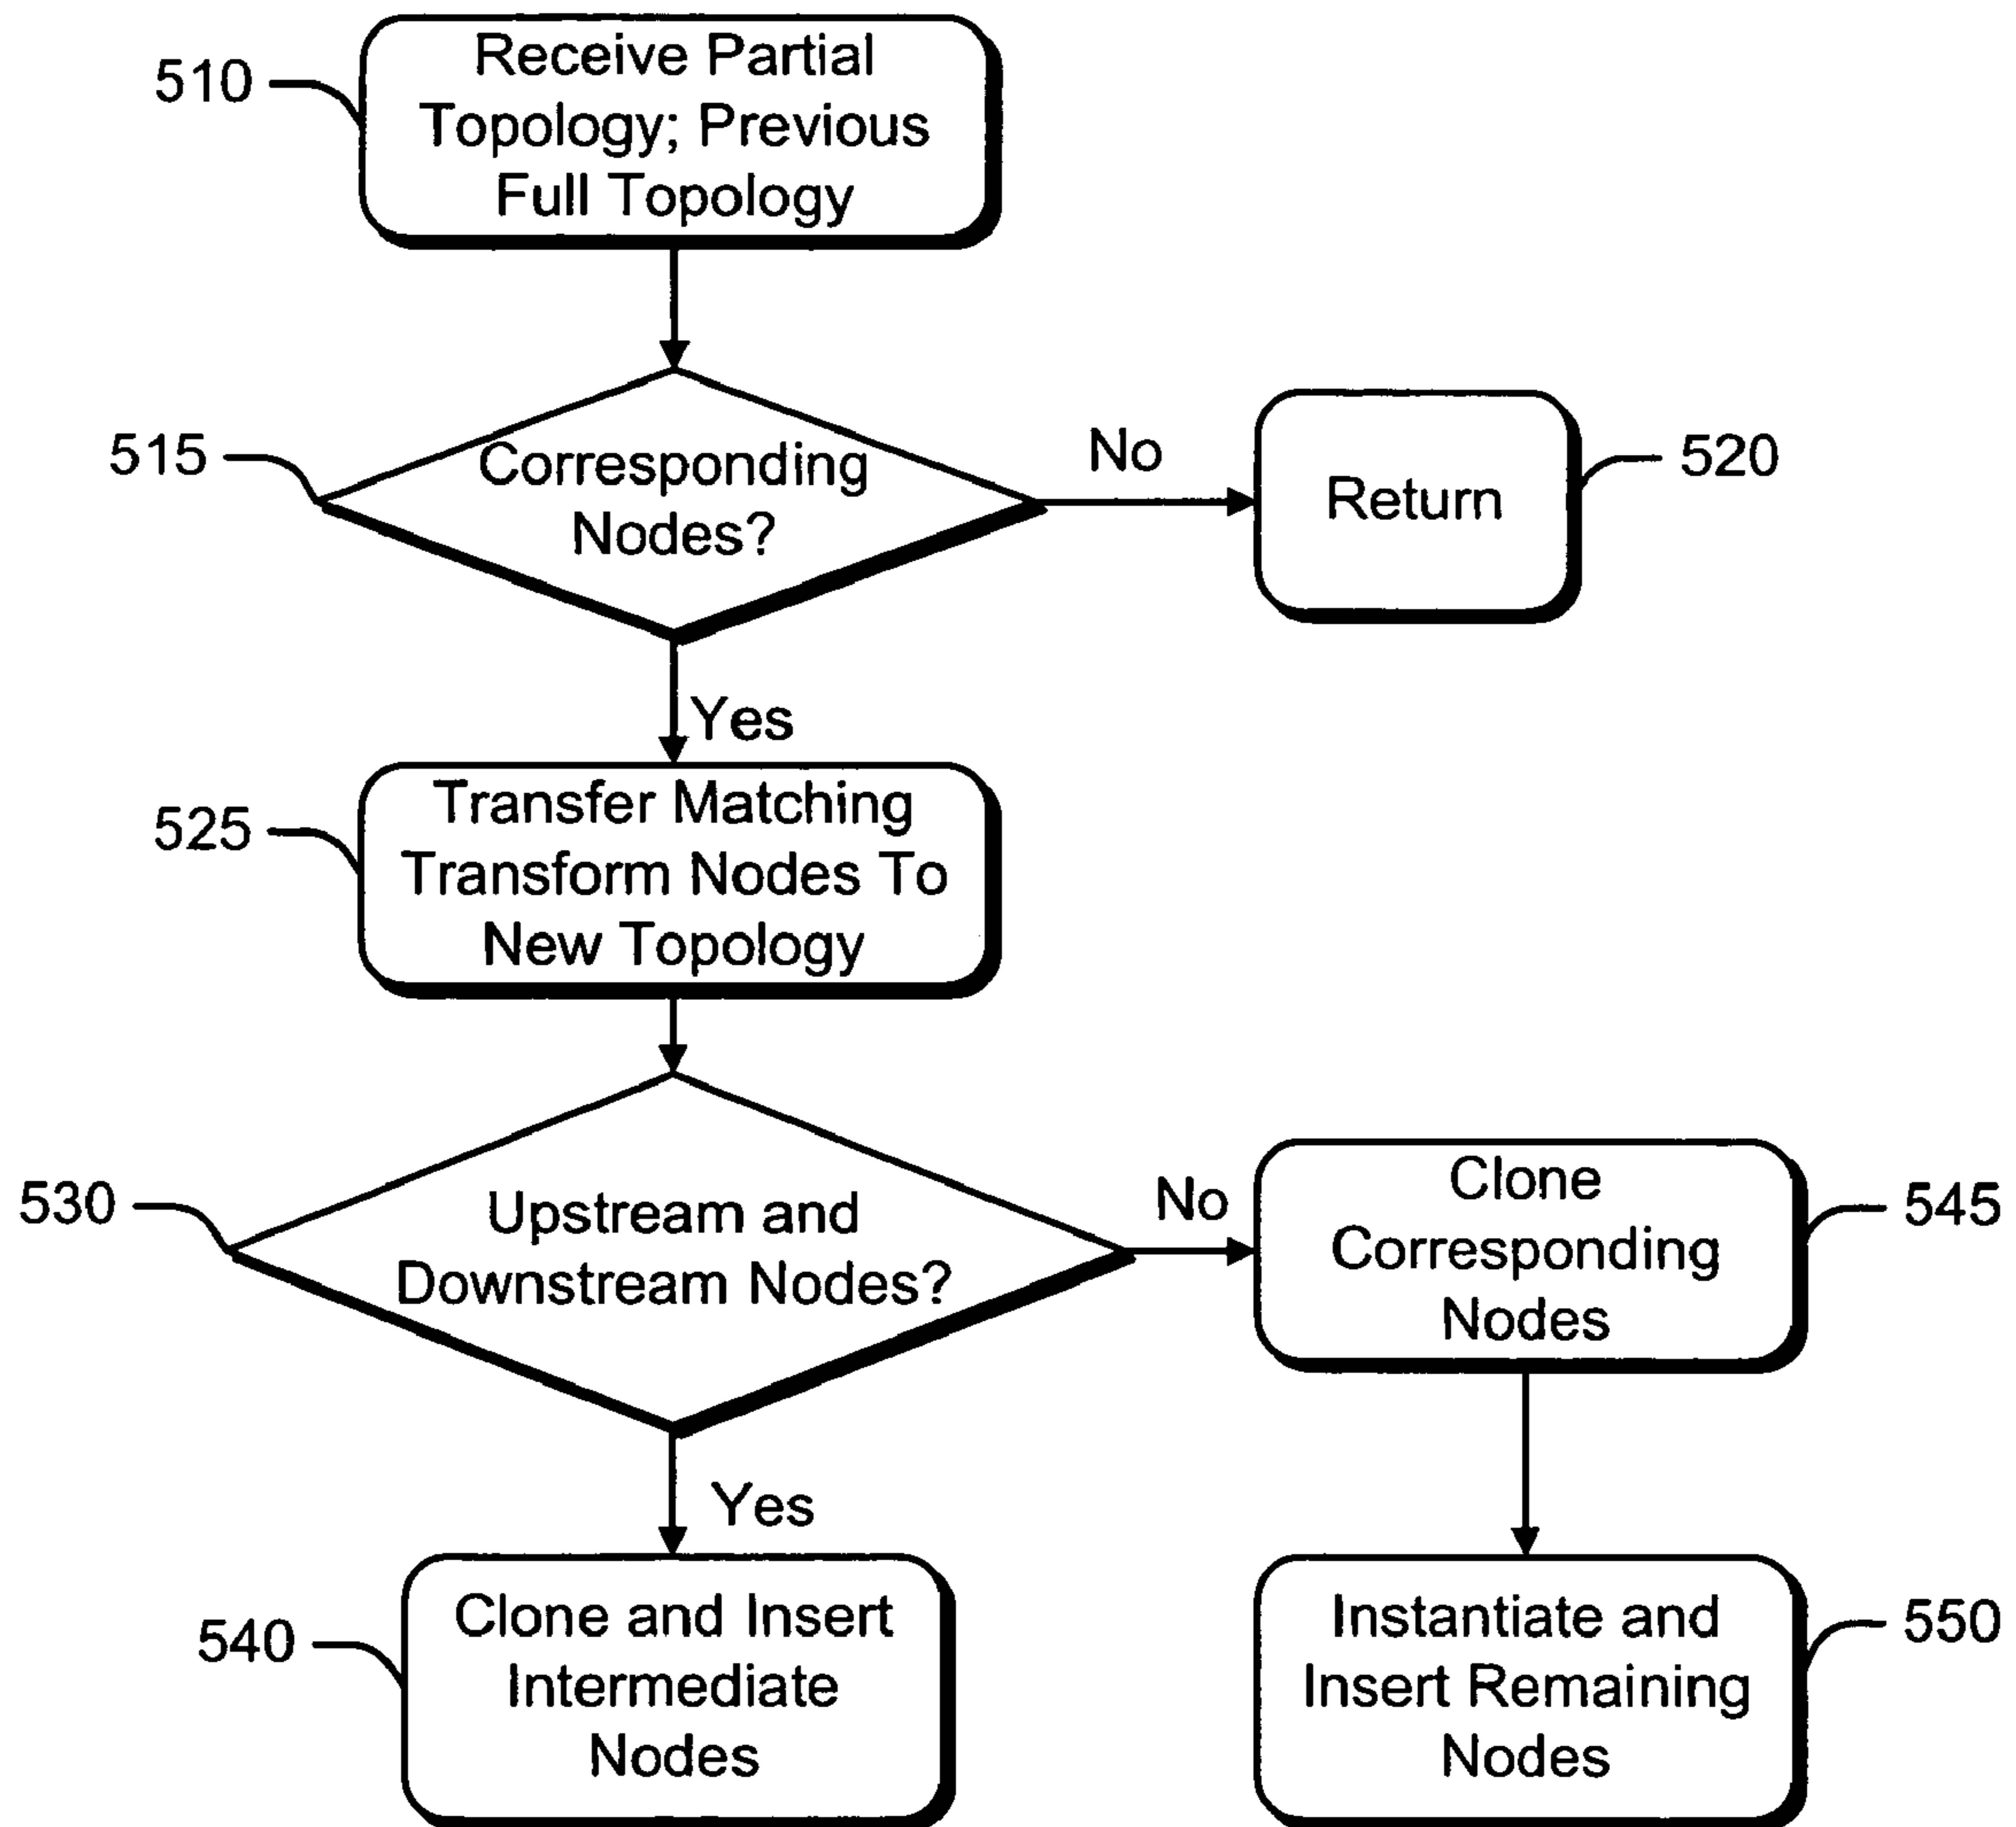 510
Receive Partial
Topology; Previous
Full Topology
515
Corresponding
Nodes?
No
Return
520
Yes
525
Transfer Matching
Transform Nodes To
New Topology
530
Upstream and
Downstream Nodes?
No
Clone
Corresponding
Nodes
545
Yes
540
Clone and Insert
Intermediate
Nodes
Instantiate and
Insert Remaining
Nodes
550